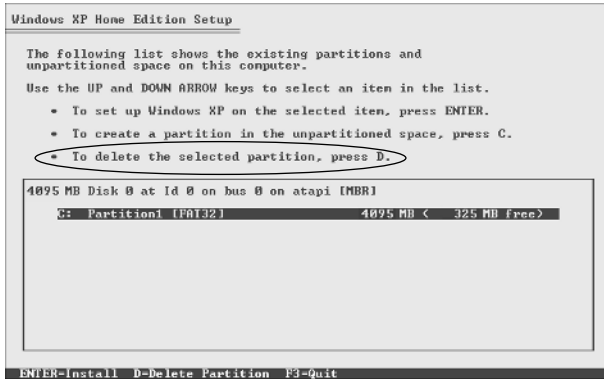 Windows XP Home Edition Setup
The following list shows the existing partitions and
unpartitioned space on this computer.
Use the UP and DOWN ARROW keys to select an item in the list.
• To set up Windows XP on the selected item, press ENTER.
• To create a partition in the unpartitioned space, press C.
• To delete the selected partition, press D.
4095 MB Disk 0 at Id 0 on bus 0 on atapi [MBR]
C: Partition1 [FAT32] 4095 MB ( 325 MB free)
ENTER=Install D=Delete Partition F3=Quit